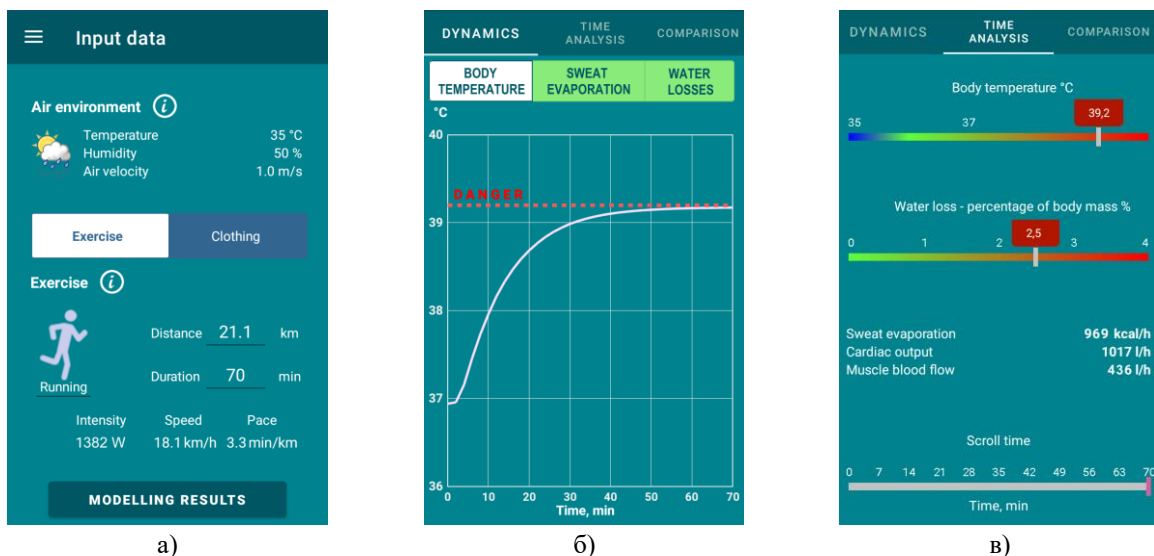 Input data
Air environment i
Temperature 35 °C
Humidity 50 %
Air velocity 1.0 m/s
Exercise Clothing
Exercise i
Distance 21.1 km
Duration 70 min
Running
Intensity Speed Pace
1382 W 18.1 km/h 3.3 min/km
MODELLING RESULTS
а)
DYNAMICS TIME ANALYSIS COMPARISON
BODY TEMPERATURE SWEAT EVAPORATION WATER LOSSES
°C
40
DANGER
39
38
37
36
0 10 20 30 40 50 60 70
Time, min
б)
DYNAMICS TIME ANALYSIS COMPARISON
Body temperature °C
39,2
35 37
Water loss - percentage of body mass %
2,5
0 1 2 3 4
Sweat evaporation 969 kcal/h
Cardiac output 1017 l/h
Muscle blood flow 436 l/h
Scroll time
0 7 14 21 28 35 42 49 56 63 70
Time, min
в)